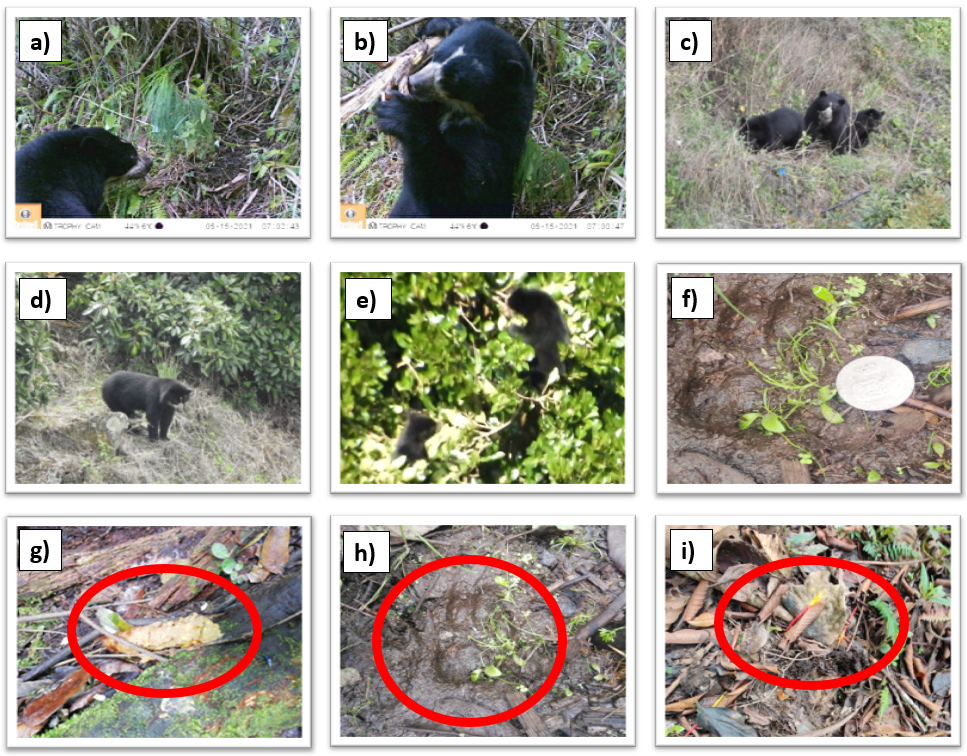 a)
b)
c)
TROPHY CAM 05-15-2021
TROPHY CAM 05-15-2021
d)
e)
f)
g)
h)
i)